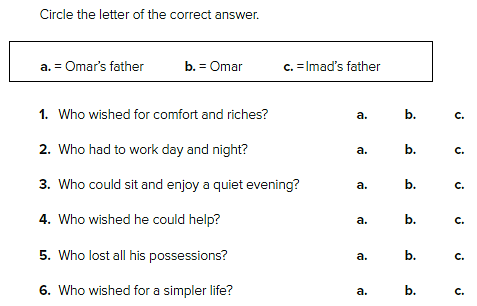 Circle the letter of the correct answer.
a. = Omar's father b. = Omar c. =Imad's father
1. Who wished for comfort and riches? a. b. c.
2. Who had to work day and night? a. b. c.
3. Who could sit and enjoy a quiet evening? a. b. c.
4. Who wished he could help? a. b. c.
5. Who lost all his possessions? a. b. c.
6. Who wished for a simpler life? a. b. c.